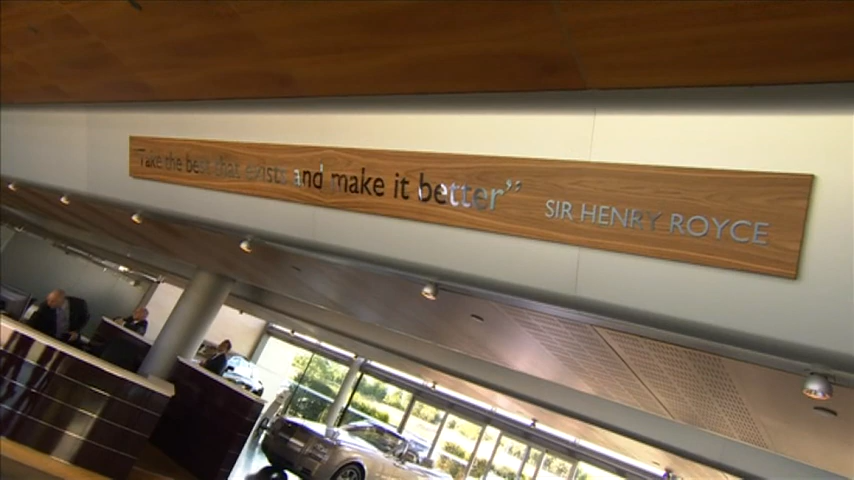 "Take the best that exists and make it better" SIR HENRY ROYCE